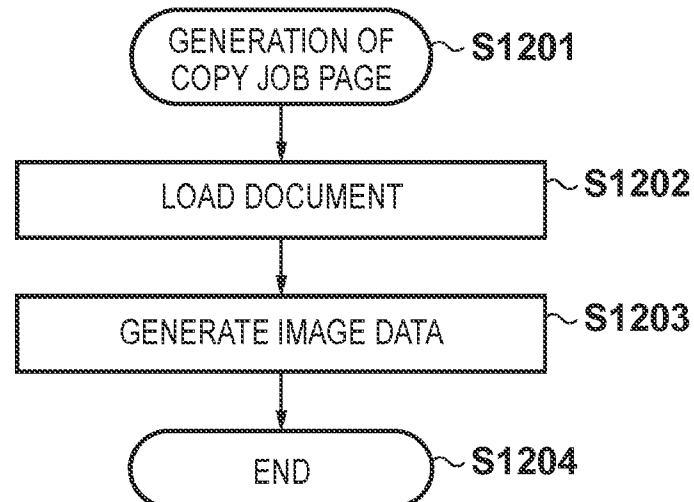 GENERATION OF
COPY JOB PAGE
S1201
LOAD DOCUMENT
S1202
GENERATE IMAGE DATA
S1203
END
S1204